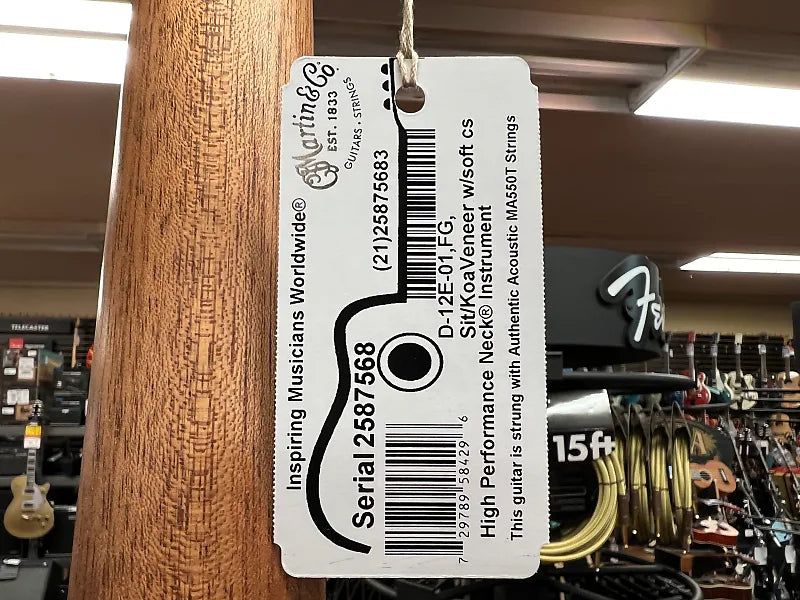 Martin & Co.
EST. 1833
GUITARS . STRINGS
Inspiring Musicians Worldwide®
Serial 2587568
(21)25875683
7 29789 58429 6
D-12E-01,FG,
Sit/KoaVeneer w/soft cs
High Performance Neck® Instrument
This guitar is strung with Authentic Acoustic MA550T Strings
TELECASTER
15ft